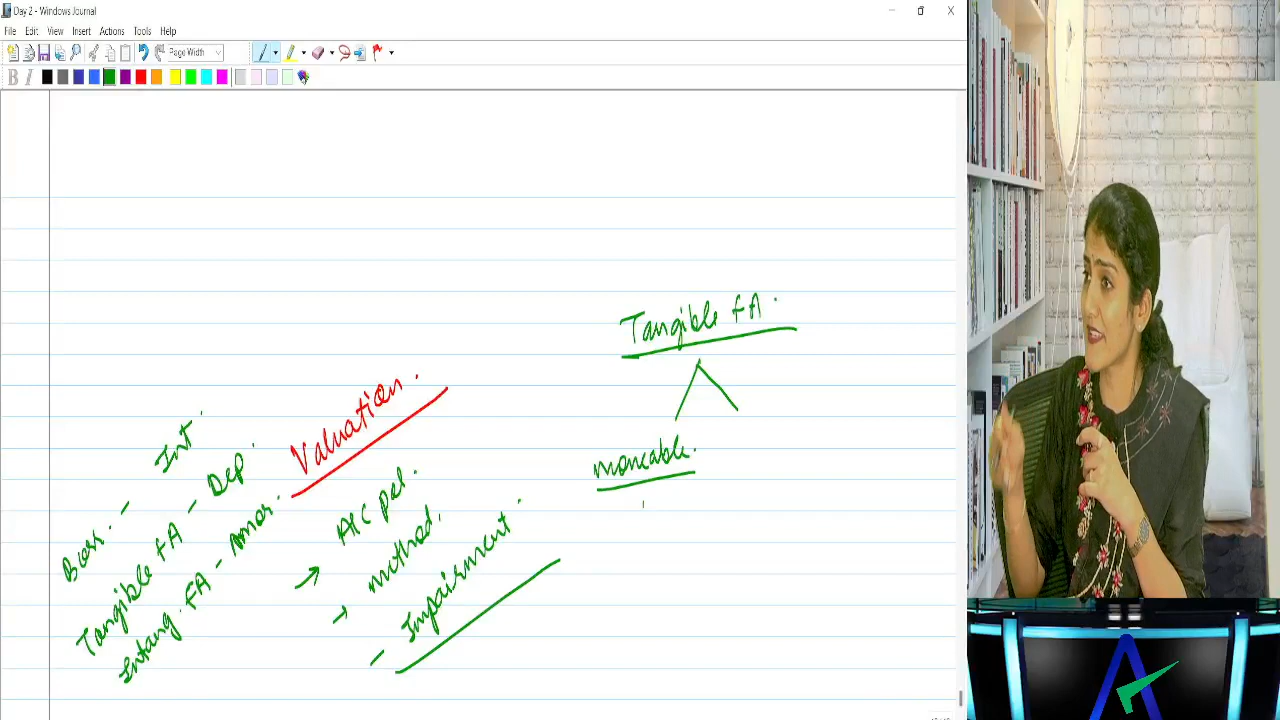 Day 2 - Windows Journal
File Edit View Insert Actions Tools Help
Page Width
B I
Tangible FA.
moveable.
Valuation.
→ A/c pol.
→ method.
- Impairment.
Borr. - Int.
Tangible FA - Dep.
Intang. FA - Amor.